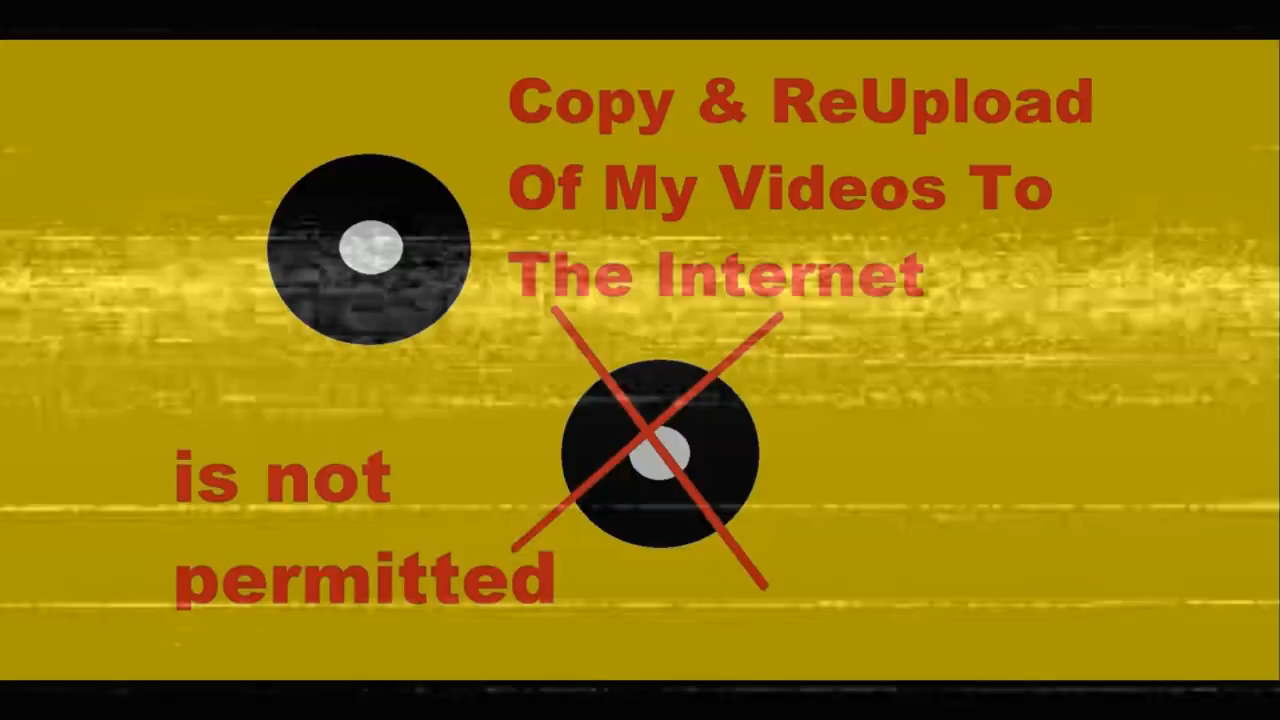 Copy & ReUpload
Of My Videos To
The Internet
is not
permitted